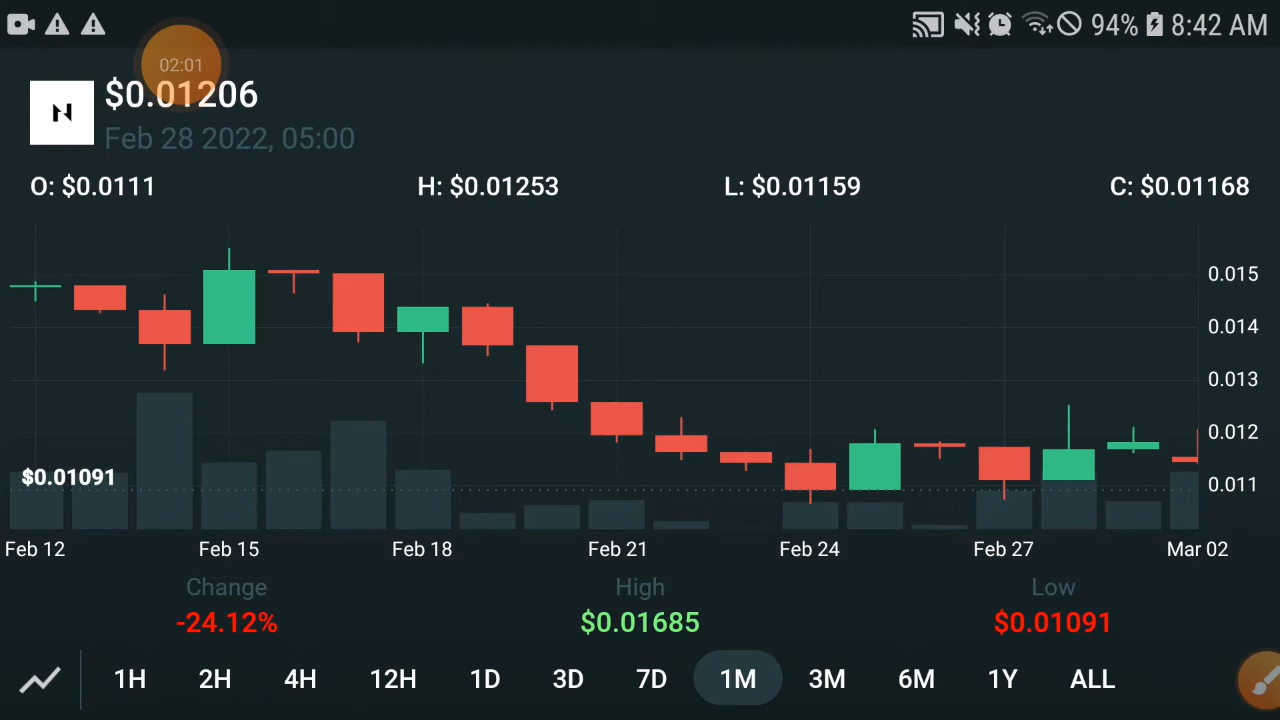 94% 8:42 AM
02:01
$0.01206
Feb 28 2022, 05:00
O: $0.0111 H: $0.01253 L: $0.01159 C: $0.01168
0.015
0.014
0.013
0.012
$0.01091
0.011
Feb 12 Feb 15 Feb 18 Feb 21 Feb 24 Feb 27 Mar 02
Change High Low
-24.12% $0.01685 $0.01091
1H 2H 4H 12H 1D 3D 7D 1M 3M 6M 1Y ALL